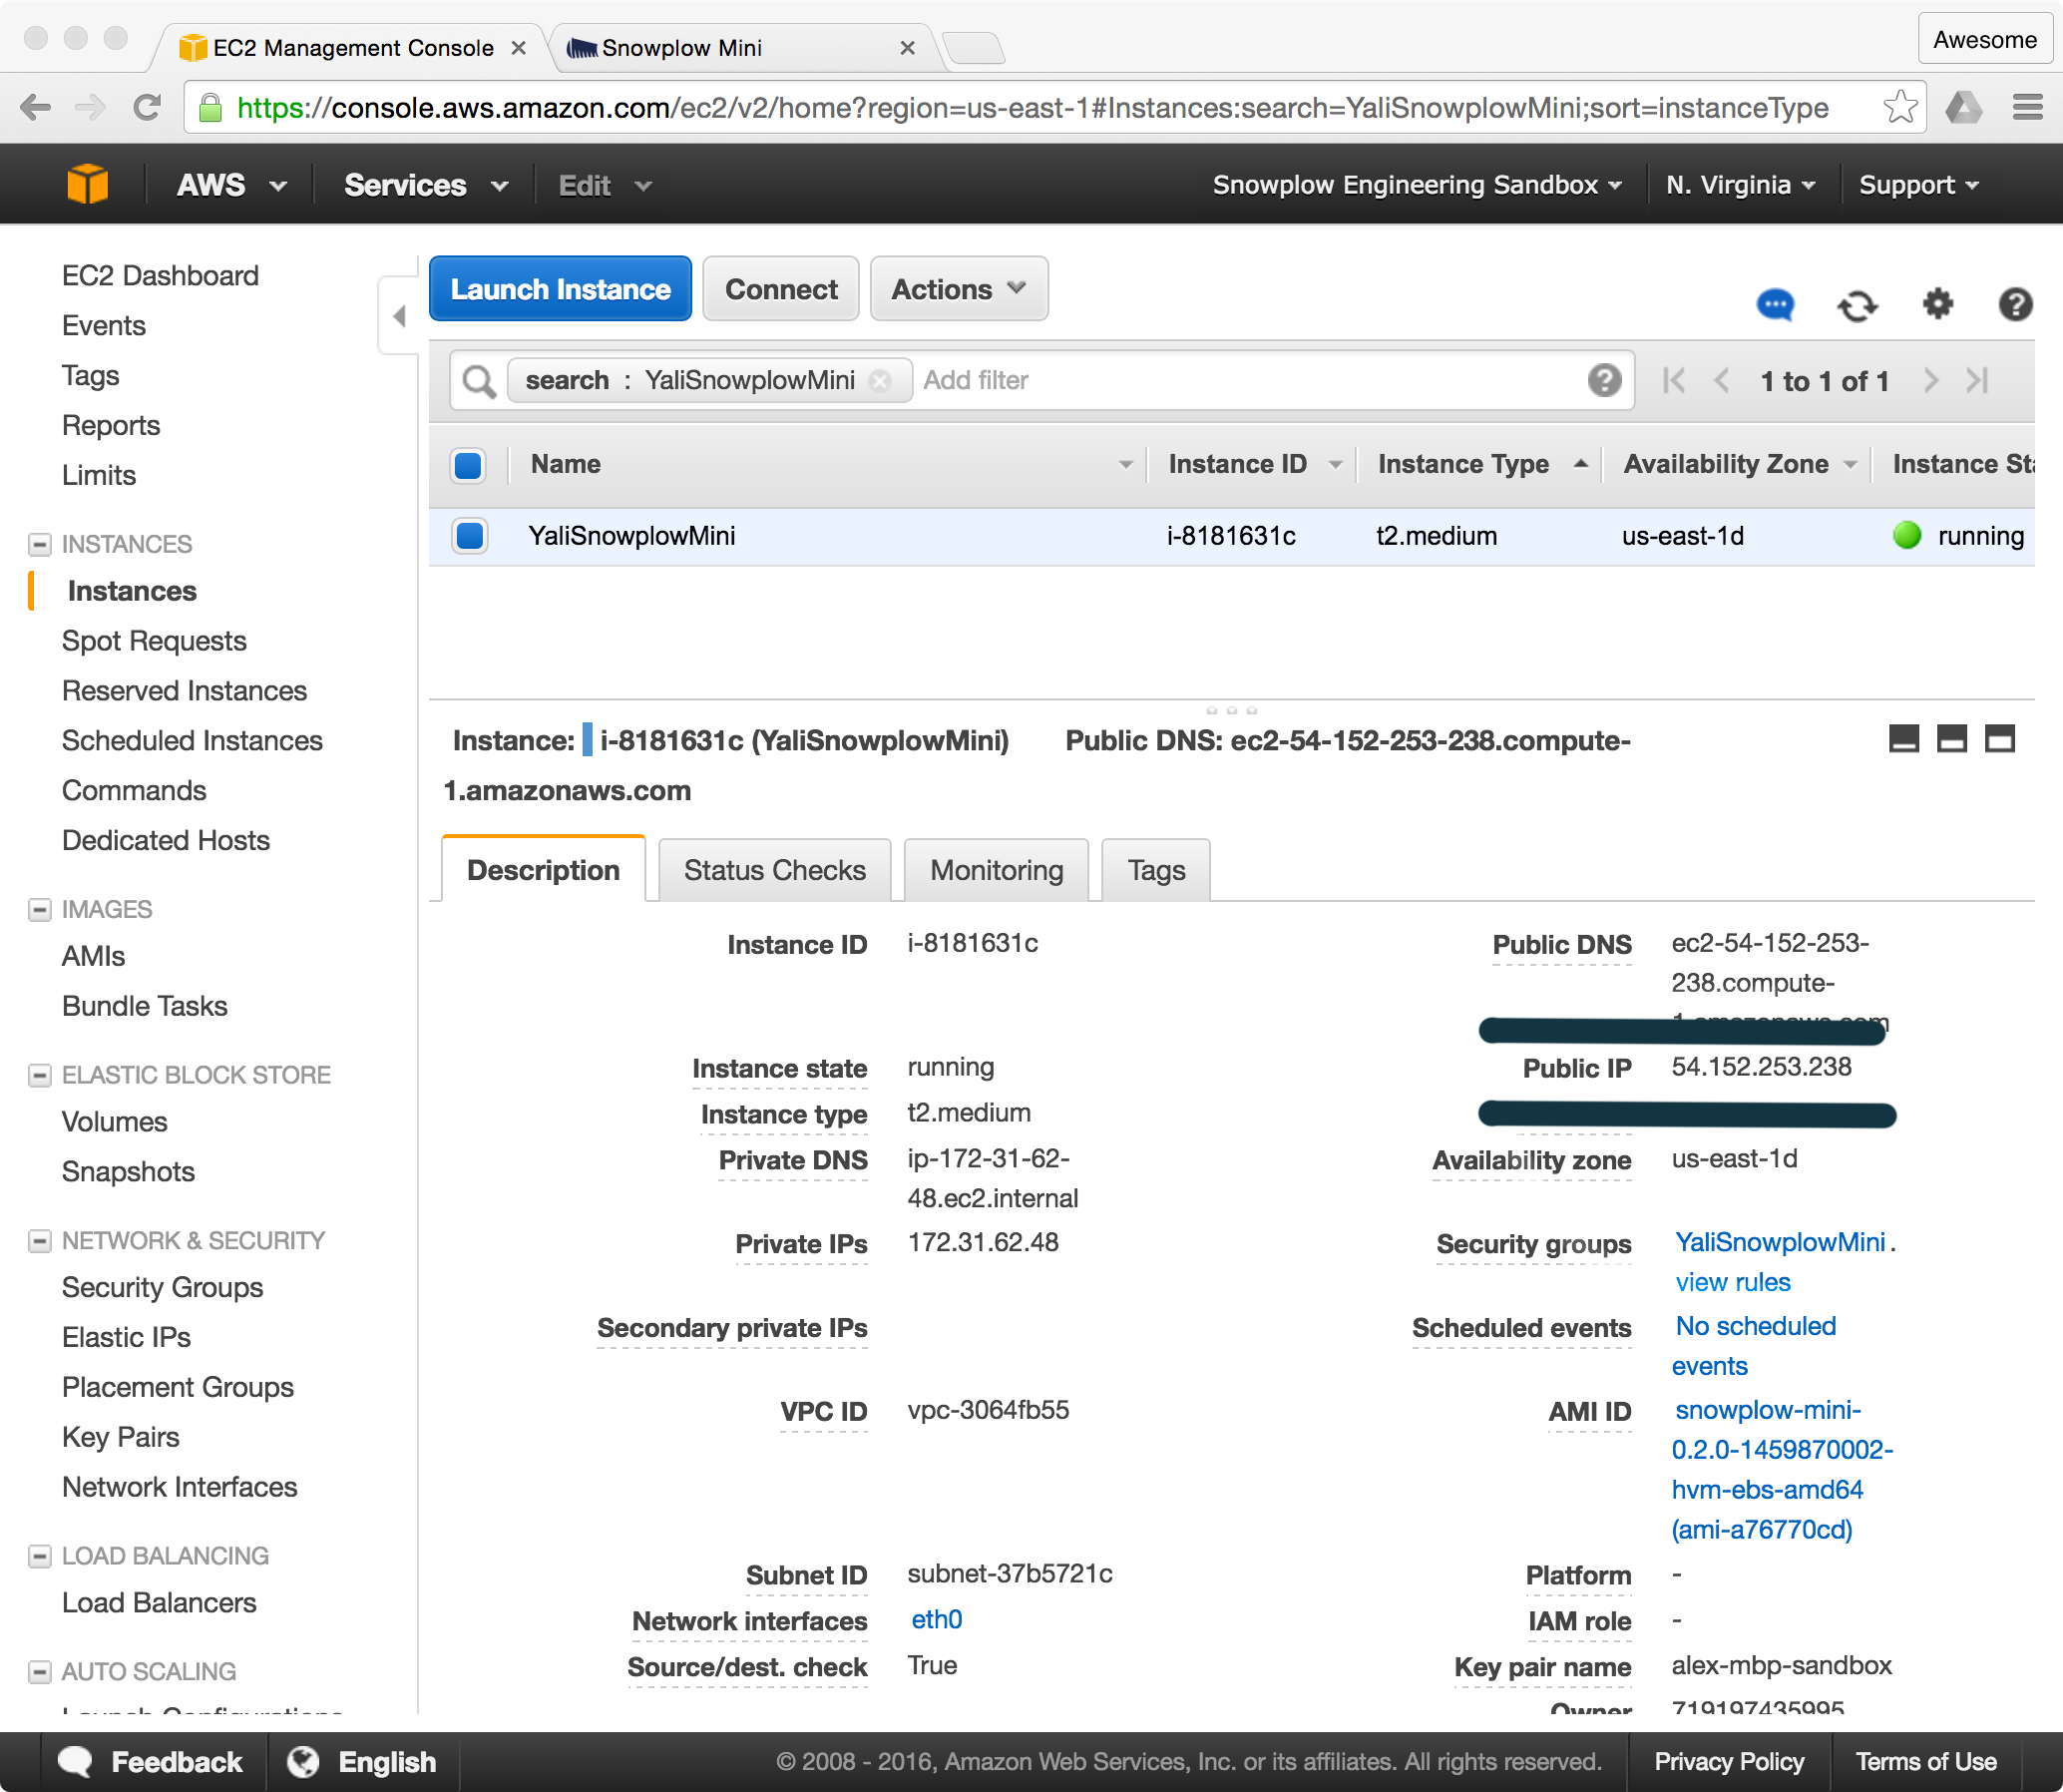 EC2 Management Console
Snowplow Mini
Awesome
https://console.aws.amazon.com/ec2/v2/home?region=us-east-1#Instances:search=YaliSnowplowMini;sort=instanceType
AWS Services Edit Snowplow Engineering Sandbox N. Virginia Support
EC2 Dashboard
Events
Tags
Reports
Limits
INSTANCES
Instances
Spot Requests
Reserved Instances
Scheduled Instances
Commands
Dedicated Hosts
IMAGES
AMIs
Bundle Tasks
ELASTIC BLOCK STORE
Volumes
Snapshots
NETWORK & SECURITY
Security Groups
Elastic IPs
Placement Groups
Key Pairs
Network Interfaces
LOAD BALANCING
Load Balancers
AUTO SCALING
Launch Configurations
Launch Instance Connect Actions
search : YaliSnowplowMini Add filter 1 to 1 of 1
Name Instance ID Instance Type Availability Zone Instance Sta
YaliSnowplowMini i-8181631c t2.medium us-east-1d running
Instance: i-8181631c (YaliSnowplowMini) Public DNS: ec2-54-152-253-238.compute-
1.amazonaws.com
Description Status Checks Monitoring Tags
Instance ID i-8181631c
Instance state running
Instance type t2.medium
Private DNS ip-172-31-62-
48.ec2.internal
Private IPs 172.31.62.48
Secondary private IPs
VPC ID vpc-3064fb55
Subnet ID subnet-37b5721c
Network interfaces eth0
Source/dest. check True
Public DNS ec2-54-152-253-
238.compute-
1.amazonaws.com
Public IP 54.152.253.238
Availability zone us-east-1d
Security groups YaliSnowplowMini.
view rules
Scheduled events No scheduled
events
AMI ID snowplow-mini-
0.2.0-1459870002-
hvm-ebs-amd64
(ami-a76770cd)
Platform -
IAM role -
Key pair name alex-mbp-sandbox
Owner 719197435995
Feedback English © 2008 - 2016, Amazon Web Services, Inc. or its affiliates. All rights reserved. Privacy Policy Terms of Use